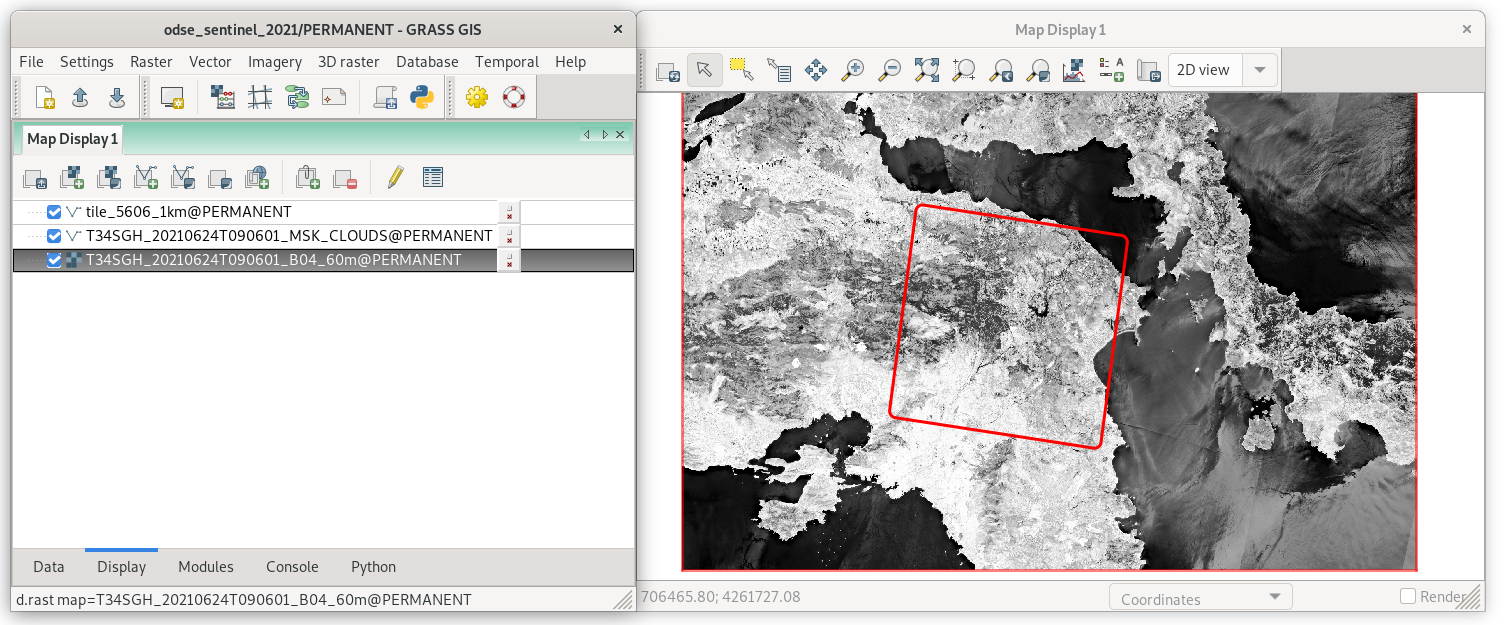 odse_sentinel_2021/PERMANENT - GRASS GIS
File Settings Raster Vector Imagery 3D raster Database Temporal Help
Map Display 1
tile_5606_1km@PERMANENT
T34SGH_20210624T090601_MSK_CLOUDS@PERMANENT
T34SGH_20210624T090601_B04_60m@PERMANENT
Data Display Modules Console Python
d.rast map=T34SGH_20210624T090601_B04_60m@PERMANENT
Map Display 1
2D view
706465.80; 4261727.08
Coordinates
Render